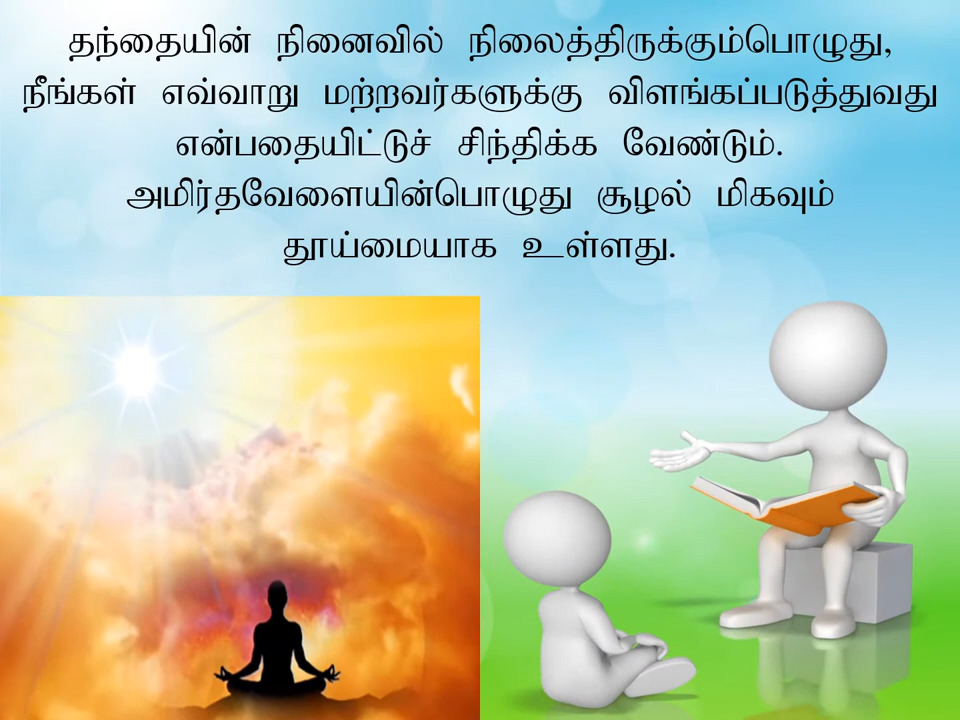 தந்தையின் நினைவில் நிலைத்திருக்கும்பொழுது,
நீங்கள் எவ்வாறு மற்றவர்களுக்கு விளங்கப்படுத்துவது
என்பதையிட்டுச் சிந்திக்க வேண்டும்.
அமிர்தவேளையின்பொழுது சூழல் மிகவும்
தூய்மையாக உள்ளது.